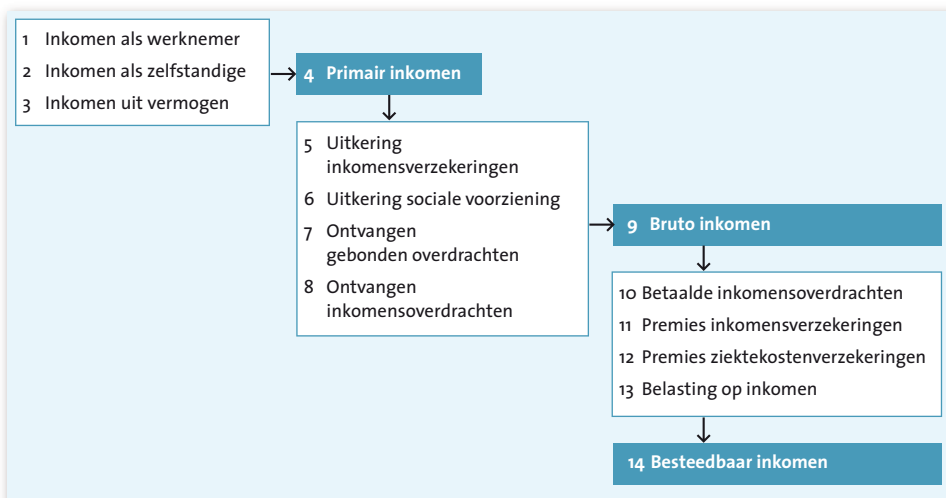 1 Inkomen als werknemer
2 Inkomen als zelfstandige
3 Inkomen uit vermogen
4 Primair inkomen
5 Uitkering
inkomensverzekeringen
6 Uitkering sociale voorziening
7 Ontvangen
gebonden overdrachten
8 Ontvangen
inkomensoverdrachten
9 Bruto inkomen
10 Betaalde inkomensoverdrachten
11 Premies inkomensverzekeringen
12 Premies ziektekostenverzekeringen
13 Belasting op inkomen
14 Besteedbaar inkomen